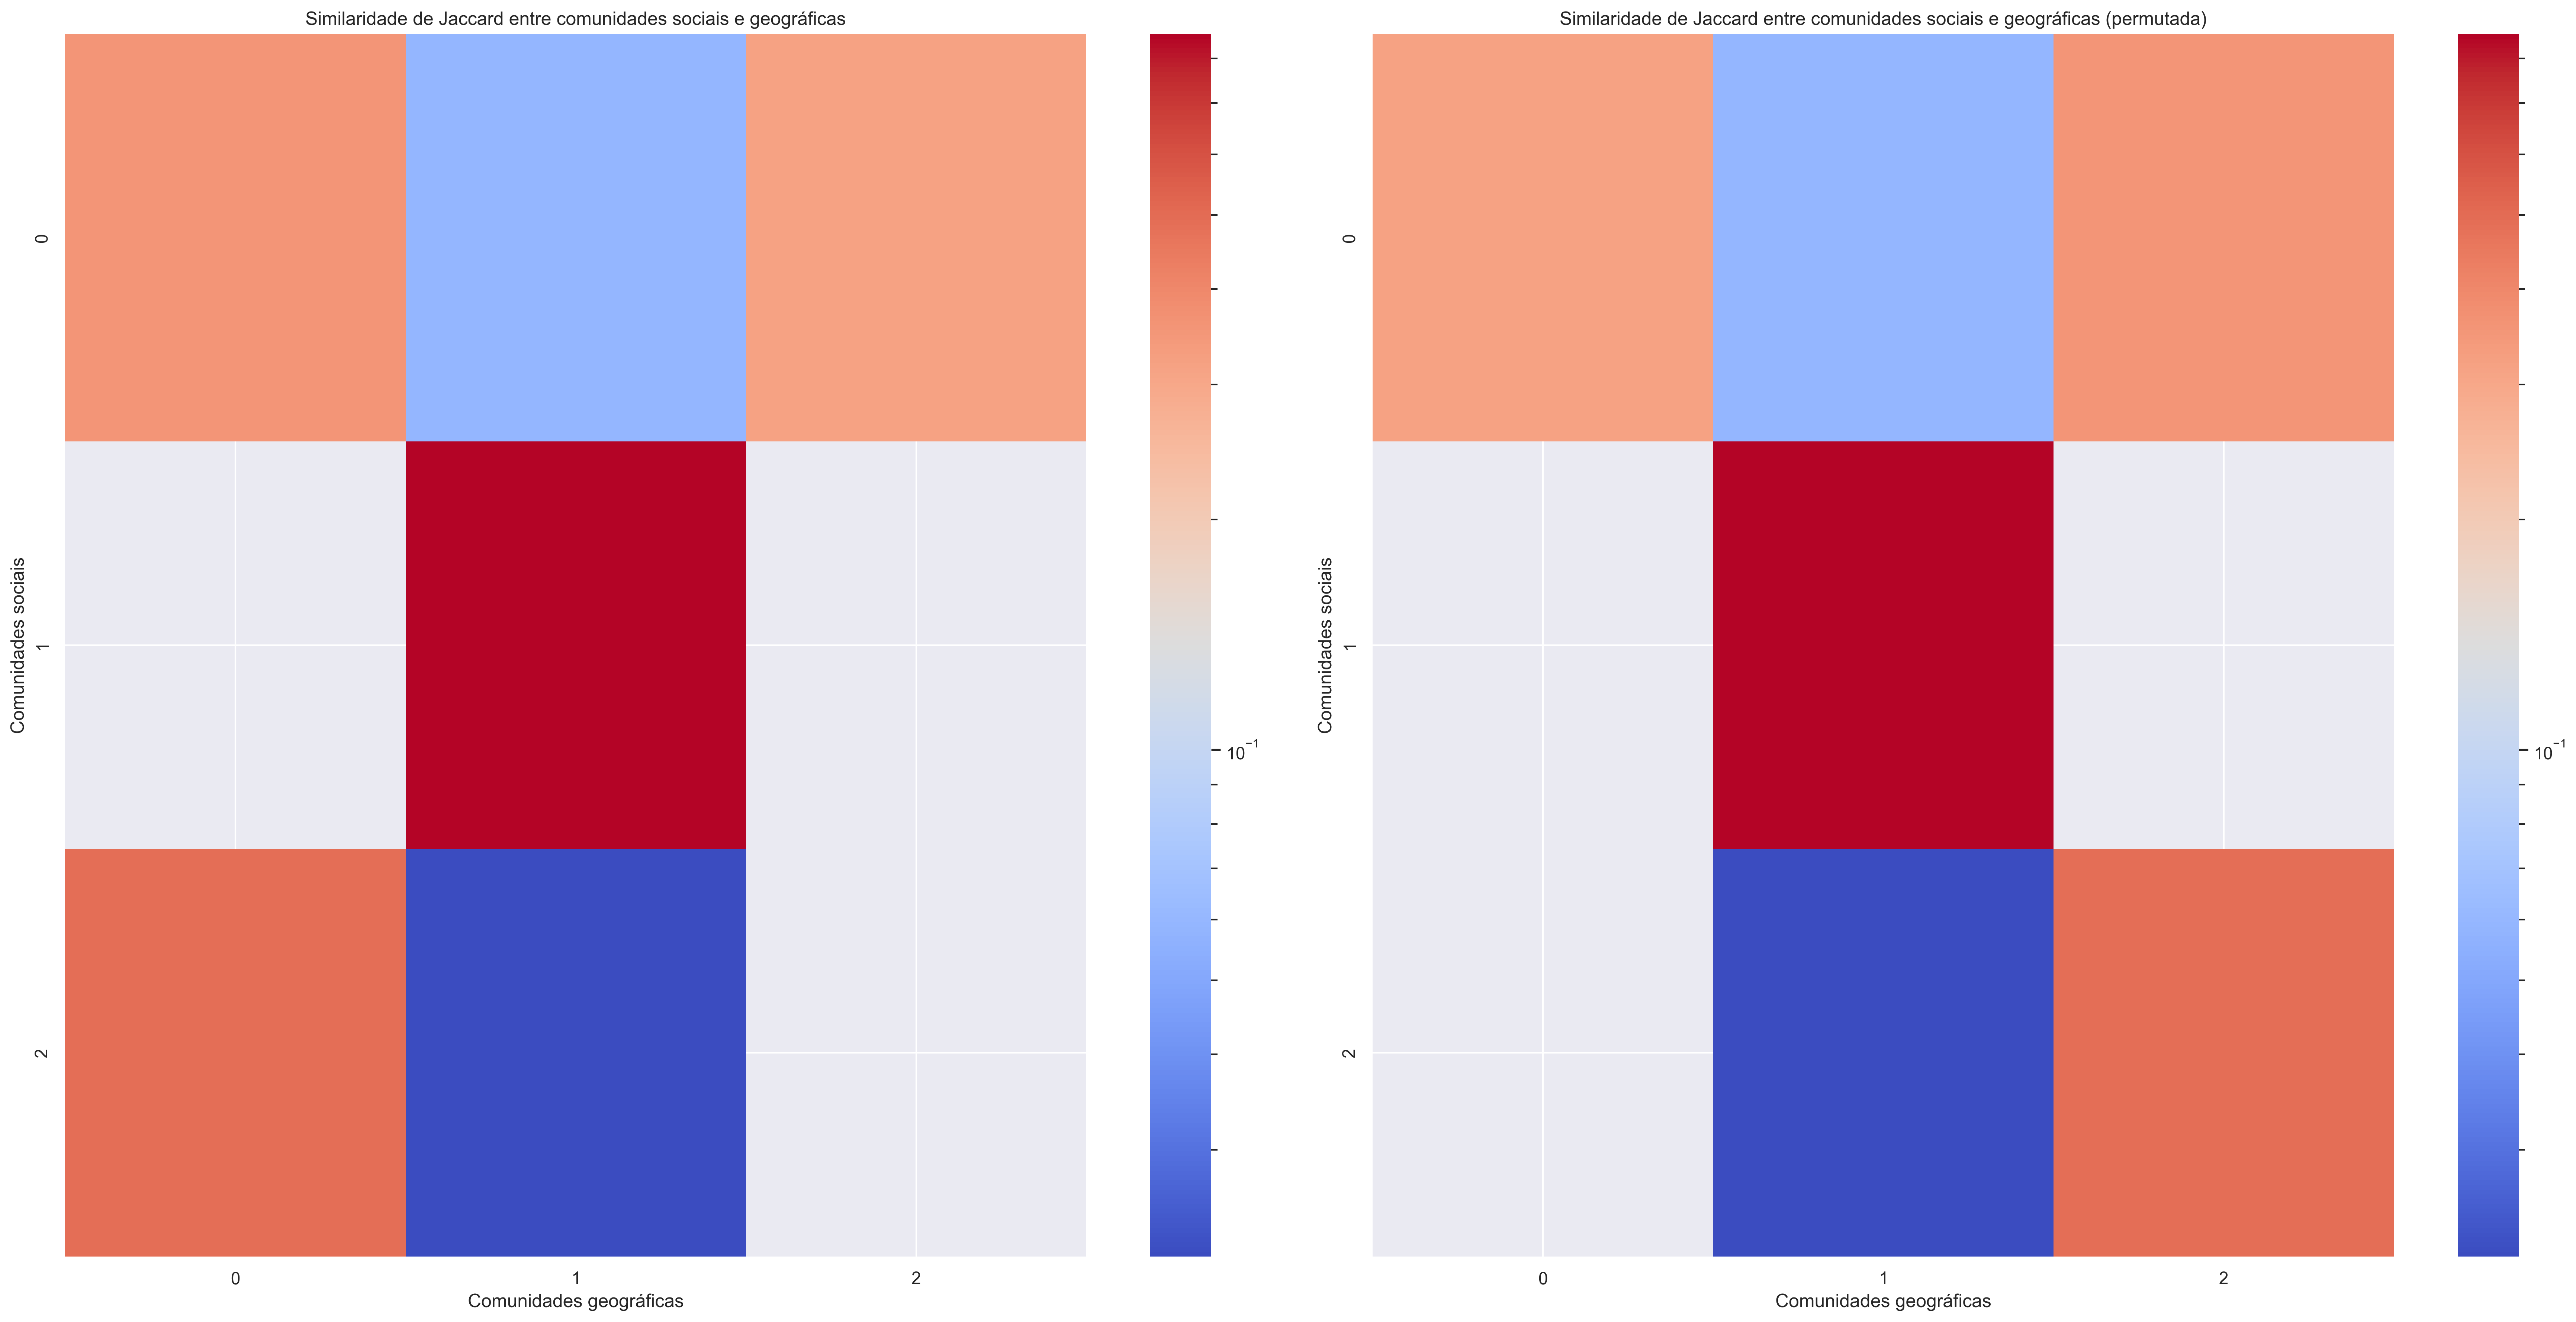 Similaridade de Jaccard entre comunidades sociais e geográficas
Comunidades sociais
0
1
2
0 1 2
Comunidades geográficas
10⁻¹
Similaridade de Jaccard entre comunidades sociais e geográficas (permutada)
Comunidades sociais
0
1
2
0 1 2
Comunidades geográficas
10⁻¹